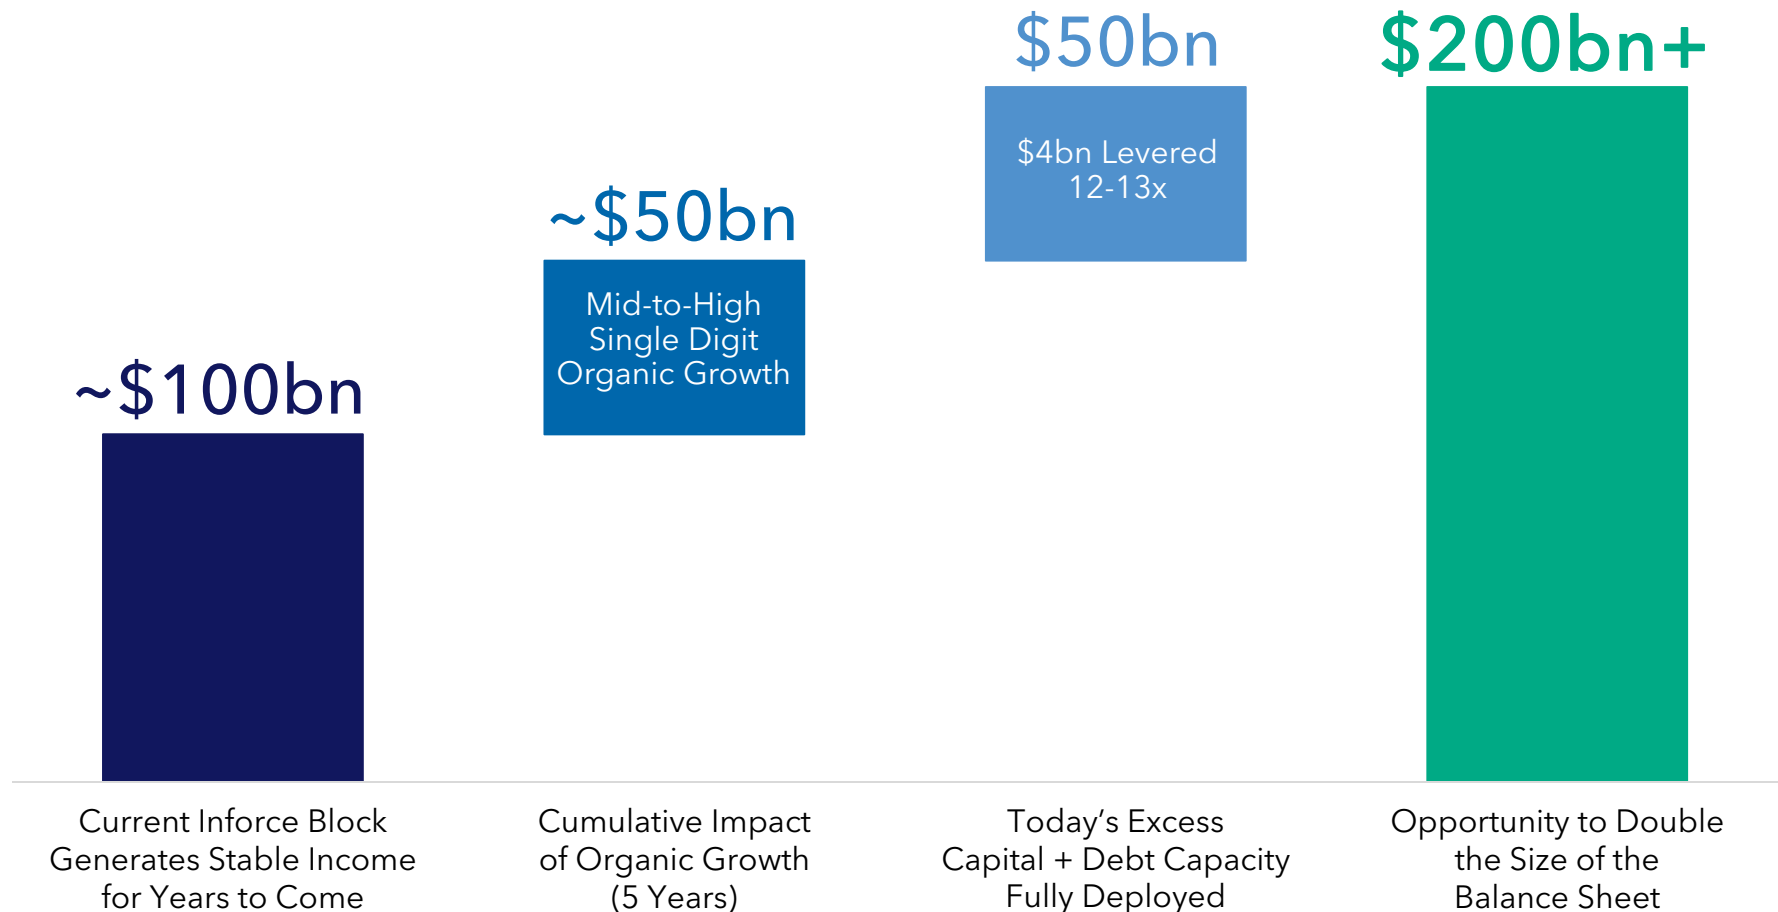 ~$100bn
Current Inforce Block
Generates Stable Income
for Years to Come
~$50bn
Mid-to-High
Single Digit
Organic Growth
Cumulative Impact
of Organic Growth
(5 Years)
$50bn
$4bn Levered
12-13x
Today’s Excess
Capital + Debt Capacity
Fully Deployed
$200bn+
Opportunity to Double
the Size of the
Balance Sheet